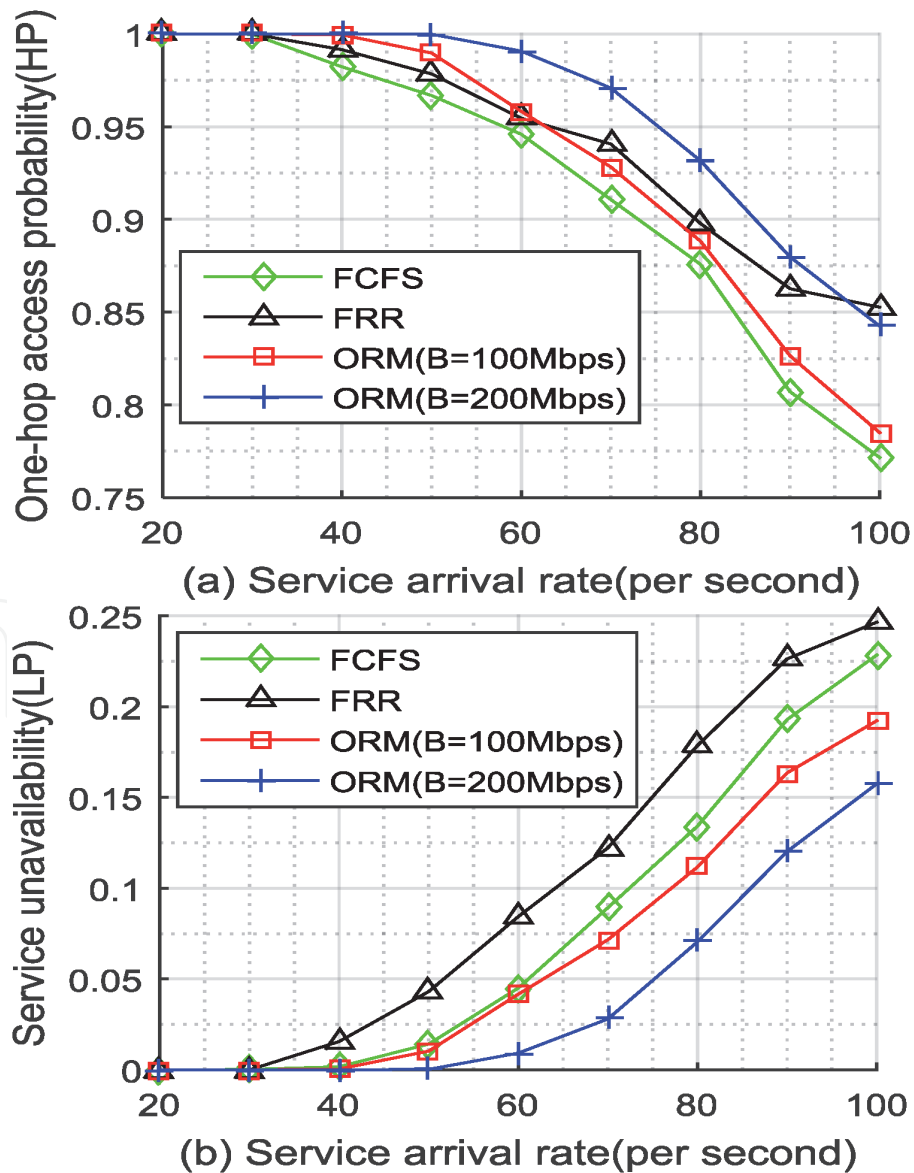 One-hop access probability(HP)
1
0.95
0.9
0.85
0.8
0.75
FCFS
FRR
ORM(B=100Mbps)
ORM(B=200Mbps)
20 40 60 80 100
(a) Service arrival rate(per second)
Service unavailability(LP)
0.25
0.2
0.15
0.1
0.05
0
FCFS
FRR
ORM(B=100Mbps)
ORM(B=200Mbps)
20 40 60 80 100
(b) Service arrival rate(per second)